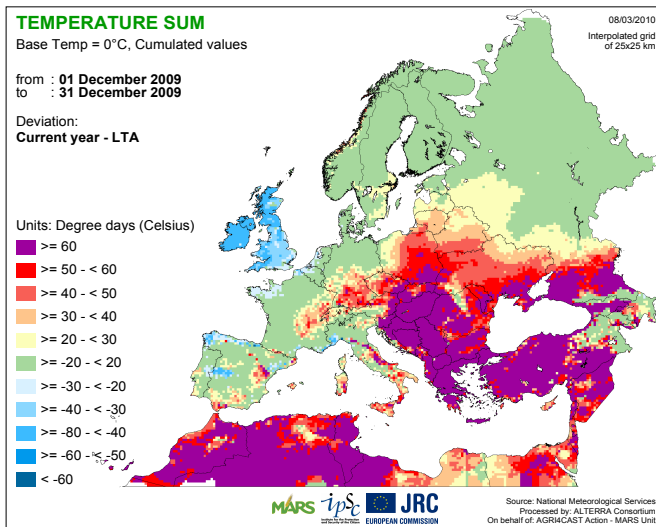 TEMPERATURE SUM
Base Temp = 0°C, Cumulated values
08/03/2010
Interpolated grid
of 25x25 km
from : 01 December 2009
to : 31 December 2009
Deviation:
Current year - LTA
Units: Degree days (Celsius)
>= 60
>= 50 - < 60
>= 40 - < 50
>= 30 - < 40
>= 20 - < 30
>= -20 - < 20
>= -30 - < -20
>= -40 - < -30
>= -80 - < -40
>= -60 - < -50
< -60
MARS
ipsc
JRC
EUROPEAN COMMISSION
Source: National Meteorological Services
Processed by: ALTERRA Consortium
On behalf of: AGRI4CAST Action - MARS Unit